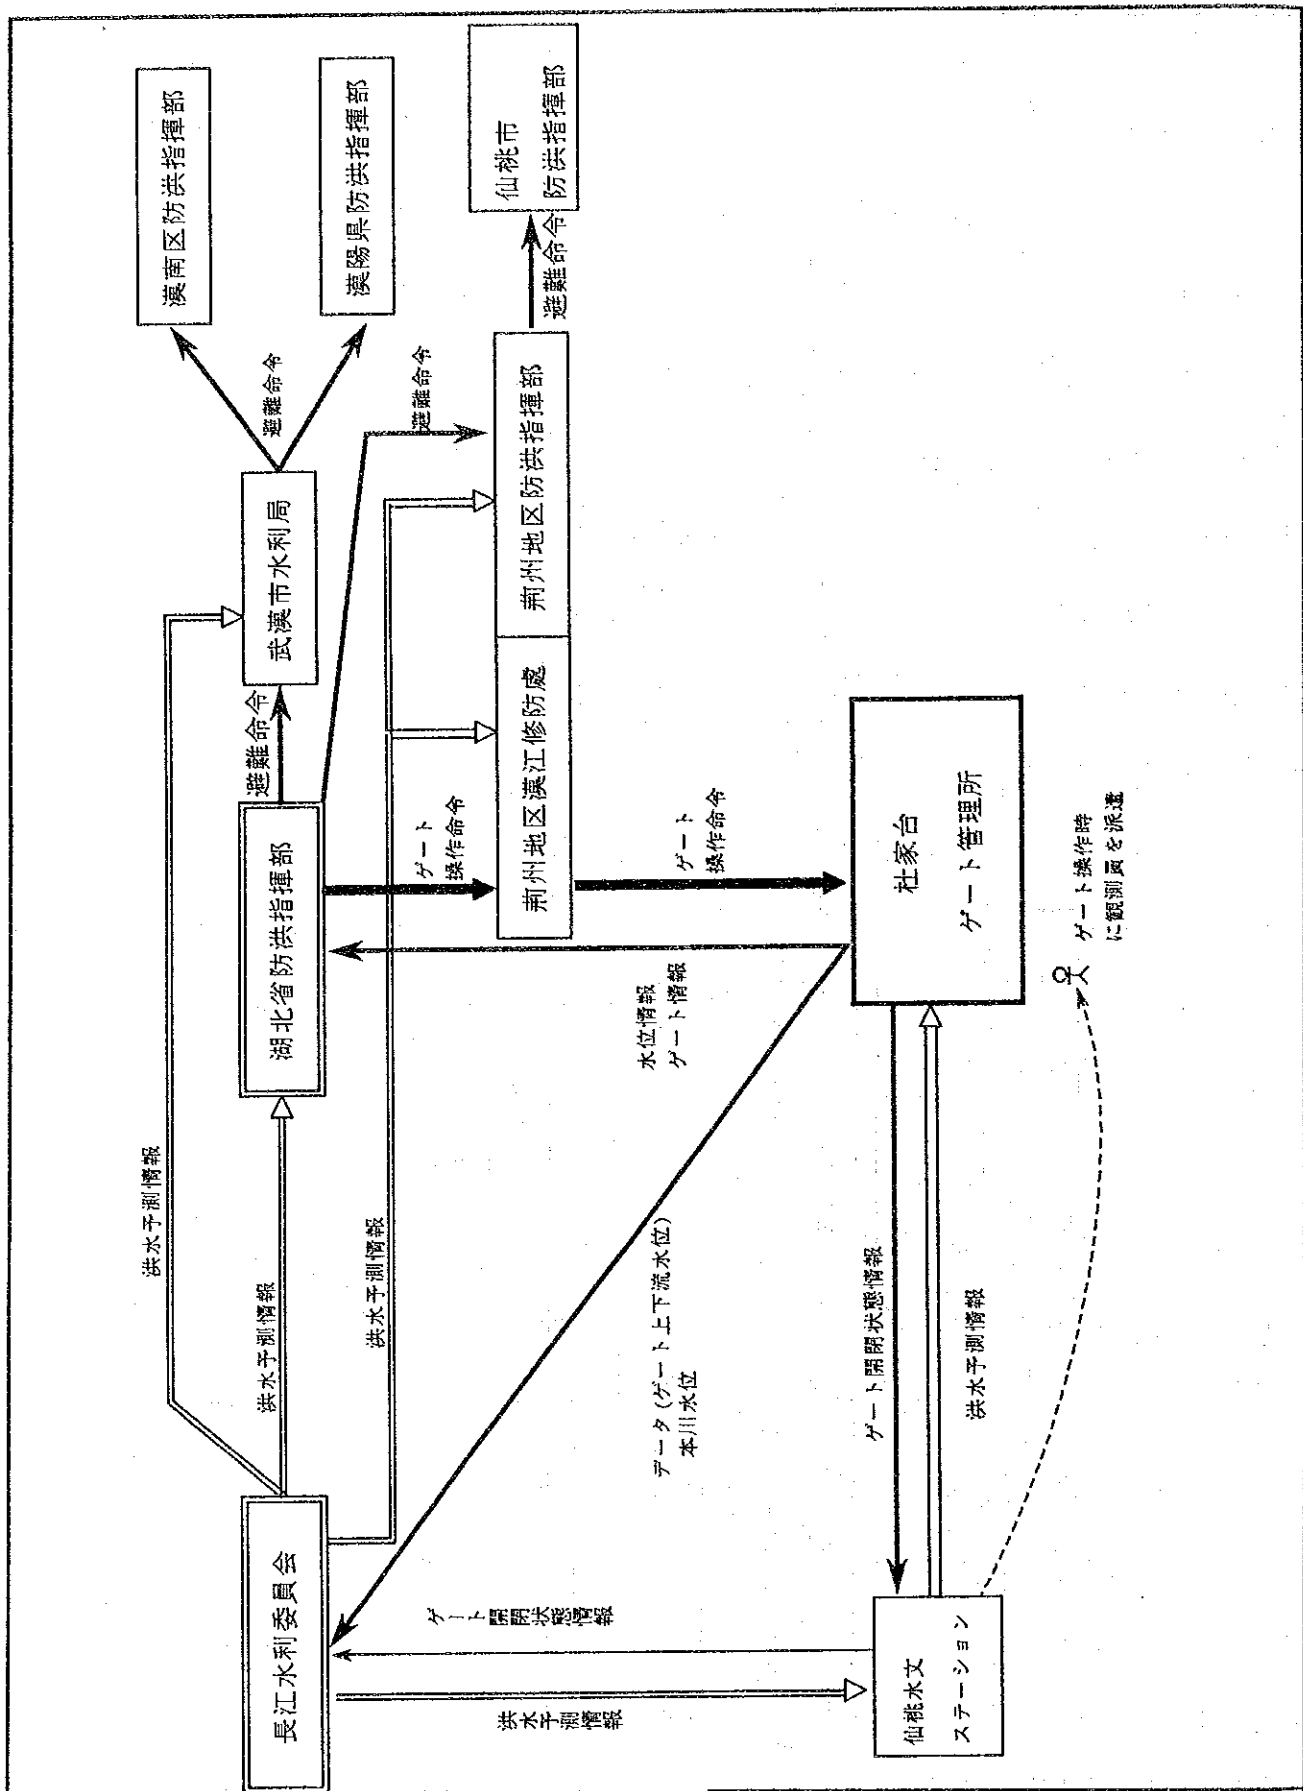 長江水利委員会
洪水予測情報
洪水予測情報
洪水予測情報
湖北省防洪指揮部
避難命令
武漢市水利局
避難命令
漢南区防洪指揮部
漢陽県防洪指揮部
避難命令
ゲート
操作命令
荊州地区漢江修防處
荊州地区防洪指揮部
避難命令
仙桃市
防洪指揮部
ゲート
操作命令
水位情報
ゲート情報
データ(ゲート上下流水位)
本川水位
ゲート開閉状態情報
洪水予測情報
仙桃水文
ステーション
ゲート開閉状態情報
洪水予測情報
杜家台
ゲート管理所
ゲート操作時
に観測員を派遣